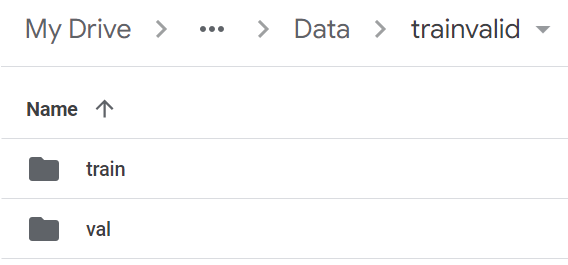 My Drive > ... > Data > trainvalid
Name ↑
train
val